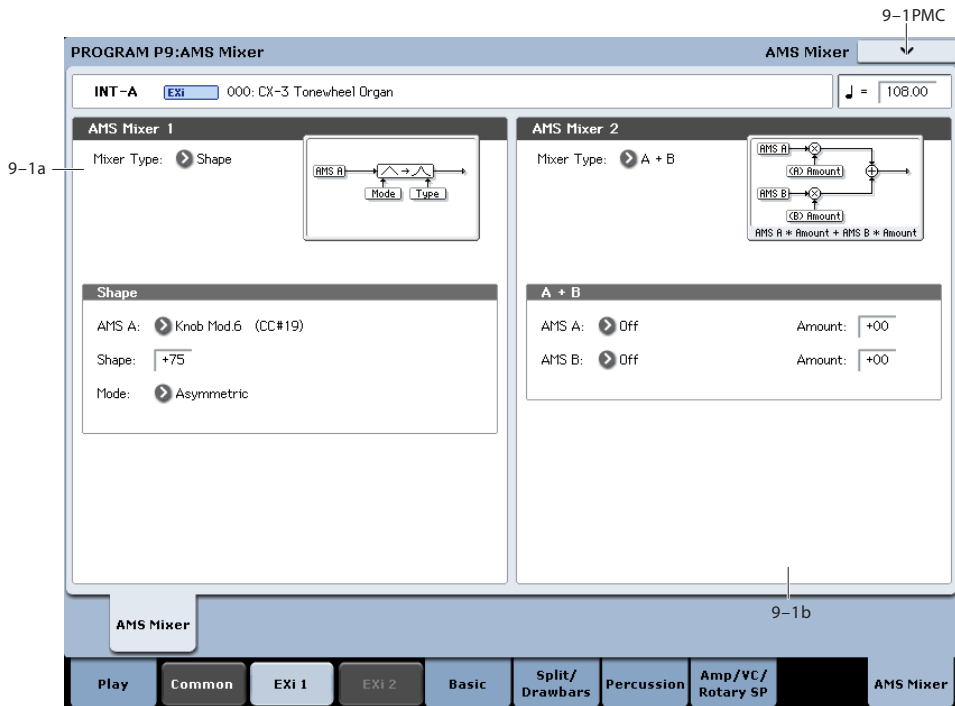 9–1PMC
PROGRAM P9:AMS Mixer
AMS Mixer
INT-A EXi 000: CX-3 Tonewheel Organ
♩ = 108.00
9–1a
AMS Mixer 1
Mixer Type: Shape
AMS A
Mode Type
Shape
AMS A: Knob Mod.6 (CC#19)
Shape: +75
Mode: Asymmetric
AMS Mixer 2
Mixer Type: A + B
AMS A
(A) Amount
AMS B
(B) Amount
AMS A * Amount + AMS B * Amount
A + B
AMS A: Off Amount: +00
AMS B: Off Amount: +00
9–1b
AMS Mixer
Play Common EXi 1 EXi 2 Basic Split/ Drawbars Percussion Amp/VC/ Rotary SP AMS Mixer